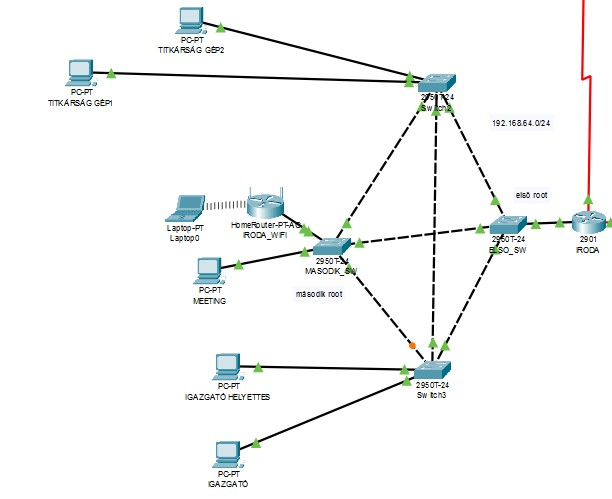 PC-PT
TITKÁRSÁG GÉP2
PC-PT
TITKÁRSÁG GÉP1
2950T-24
Switch2
192.168.64.0/24
első root
Laptop-PT
Laptop0
HomeRouter-PT-AC
IRODA_WIFI
2950T-24
ELSO_SW
2901
IRODA
2950T-24
MASODIK_SW
PC-PT
MEETING
második root
PC-PT
IGAZGATÓ HELYETTES
2950T-24
Switch3
PC-PT
IGAZGATÓ